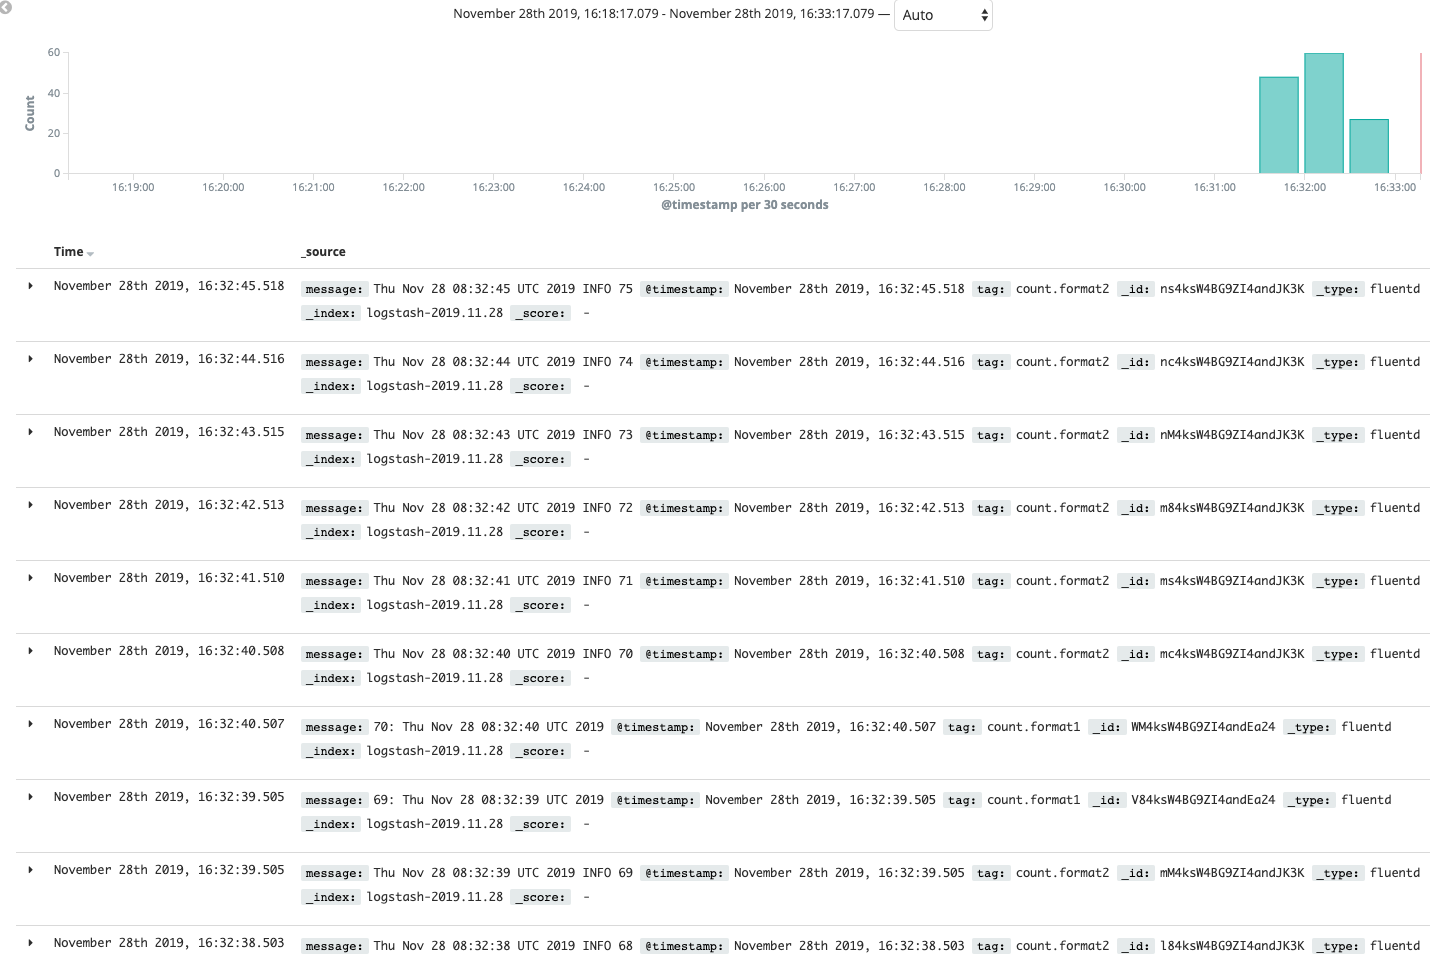 November 28th 2019, 16:18:17.079 - November 28th 2019, 16:33:17.079 — Auto
60
40
20
0
Count
16:19:00 16:20:00 16:21:00 16:22:00 16:23:00 16:24:00 16:25:00 16:26:00 16:27:00 16:28:00 16:29:00 16:30:00 16:31:00 16:32:00 16:33:00
@timestamp per 30 seconds
Time _source
November 28th 2019, 16:32:45.518 message: Thu Nov 28 08:32:45 UTC 2019 INFO 75 @timestamp: November 28th 2019, 16:32:45.518 tag: count.format2 _id: ns4ksW4BG9ZI4andJK3K _type: fluentd
_index: logstash-2019.11.28 _score: -
November 28th 2019, 16:32:44.516 message: Thu Nov 28 08:32:44 UTC 2019 INFO 74 @timestamp: November 28th 2019, 16:32:44.516 tag: count.format2 _id: nc4ksW4BG9ZI4andJK3K _type: fluentd
_index: logstash-2019.11.28 _score: -
November 28th 2019, 16:32:43.515 message: Thu Nov 28 08:32:43 UTC 2019 INFO 73 @timestamp: November 28th 2019, 16:32:43.515 tag: count.format2 _id: nM4ksW4BG9ZI4andJK3K _type: fluentd
_index: logstash-2019.11.28 _score: -
November 28th 2019, 16:32:42.513 message: Thu Nov 28 08:32:42 UTC 2019 INFO 72 @timestamp: November 28th 2019, 16:32:42.513 tag: count.format2 _id: m84ksW4BG9ZI4andJK3K _type: fluentd
_index: logstash-2019.11.28 _score: -
November 28th 2019, 16:32:41.510 message: Thu Nov 28 08:32:41 UTC 2019 INFO 71 @timestamp: November 28th 2019, 16:32:41.510 tag: count.format2 _id: ms4ksW4BG9ZI4andJK3K _type: fluentd
_index: logstash-2019.11.28 _score: -
November 28th 2019, 16:32:40.508 message: Thu Nov 28 08:32:40 UTC 2019 INFO 70 @timestamp: November 28th 2019, 16:32:40.508 tag: count.format2 _id: mc4ksW4BG9ZI4andJK3K _type: fluentd
_index: logstash-2019.11.28 _score: -
November 28th 2019, 16:32:40.507 message: 70: Thu Nov 28 08:32:40 UTC 2019 @timestamp: November 28th 2019, 16:32:40.507 tag: count.format1 _id: WM4ksW4BG9ZI4andEa24 _type: fluentd
_index: logstash-2019.11.28 _score: -
November 28th 2019, 16:32:39.505 message: 69: Thu Nov 28 08:32:39 UTC 2019 @timestamp: November 28th 2019, 16:32:39.505 tag: count.format1 _id: V84ksW4BG9ZI4andEa24 _type: fluentd
_index: logstash-2019.11.28 _score: -
November 28th 2019, 16:32:39.505 message: Thu Nov 28 08:32:39 UTC 2019 INFO 69 @timestamp: November 28th 2019, 16:32:39.505 tag: count.format2 _id: mM4ksW4BG9ZI4andJK3K _type: fluentd
_index: logstash-2019.11.28 _score: -
November 28th 2019, 16:32:38.503 message: Thu Nov 28 08:32:38 UTC 2019 INFO 68 @timestamp: November 28th 2019, 16:32:38.503 tag: count.format2 _id: l84ksW4BG9ZI4andJK3K _type: fluentd